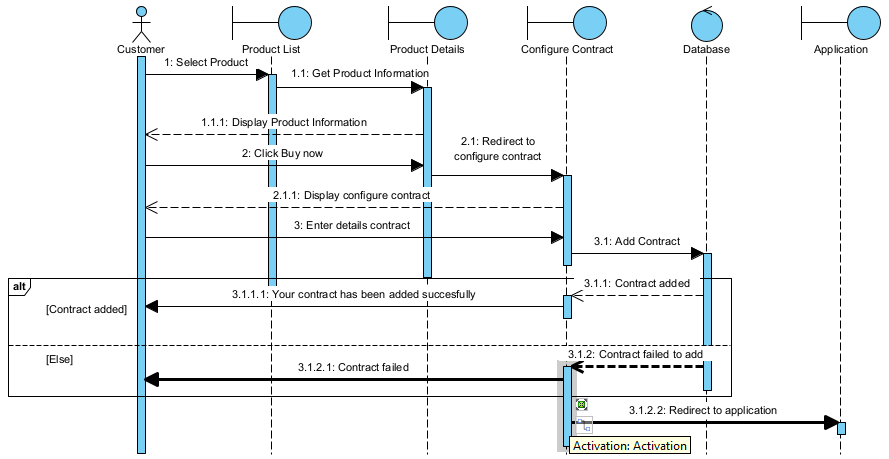 Customer
Product List
Product Details
Configure Contract
Database
Application
1: Select Product
1.1: Get Product Information
1.1.1: Display Product Information
2: Click Buy now
2.1: Redirect to
configure contract
2.1.1: Display configure contract
3: Enter details contract
3.1: Add Contract
alt
3.1.1: Contract added
3.1.1.1: Your contract has been added succesfully
[Contract added]
[Else]
3.1.2: Contract failed to add
3.1.2.1: Contract failed
3.1.2.2: Redirect to application
Activation: Activation